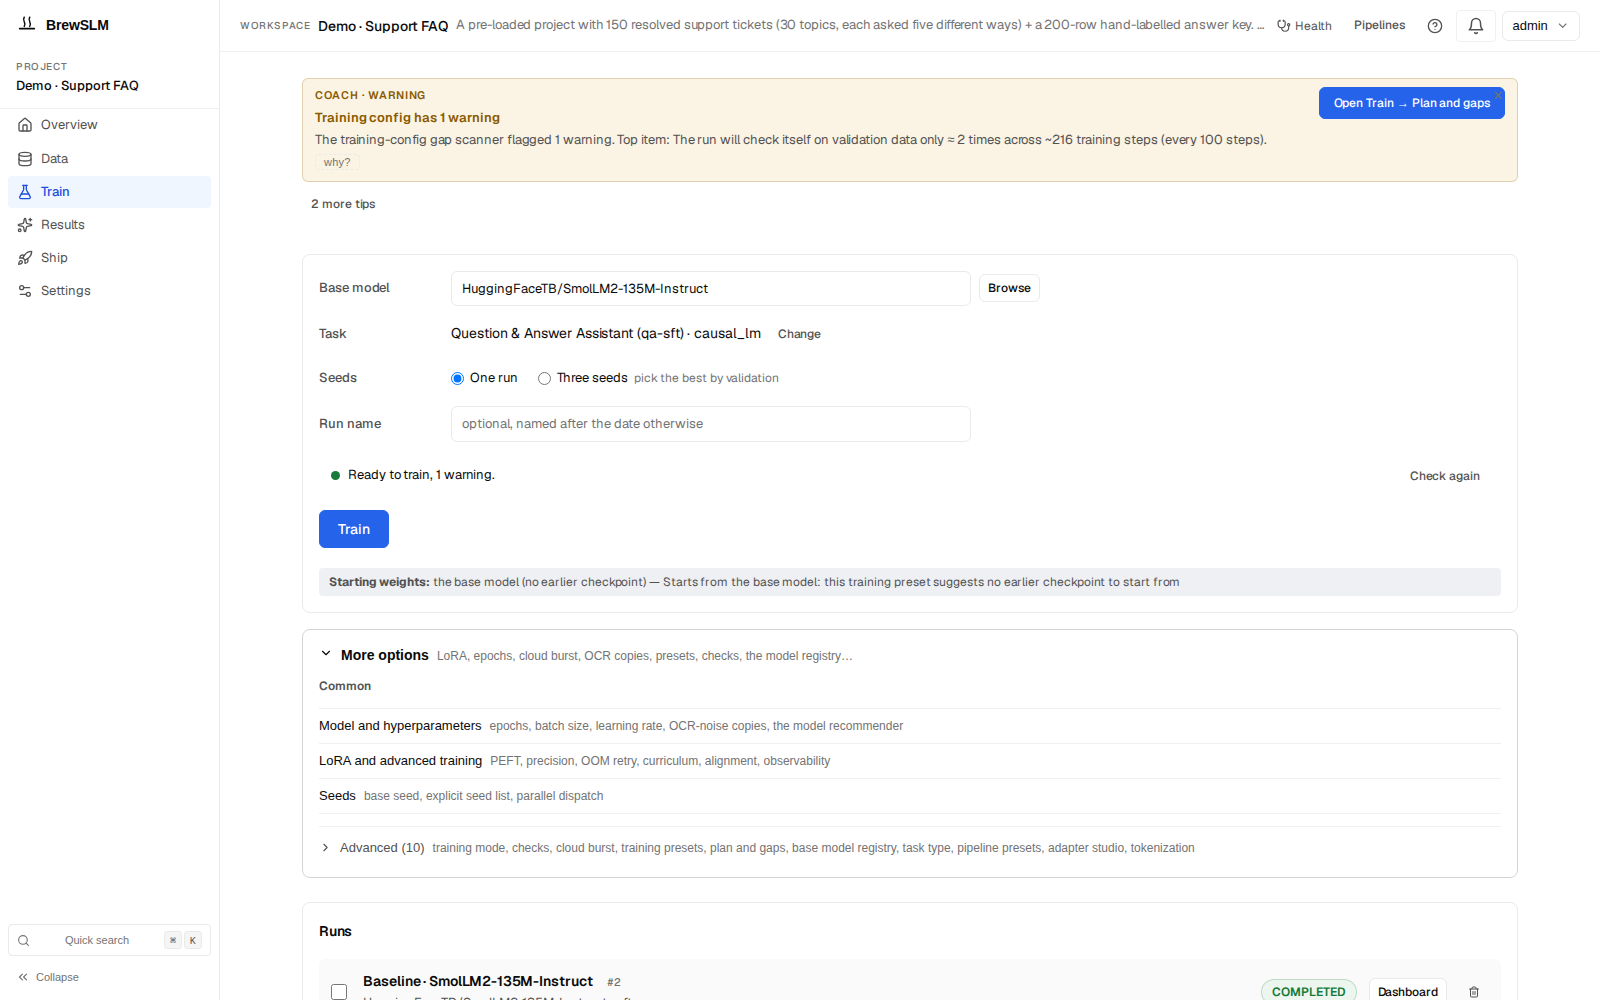 BrewSLM
PROJECT
Demo · Support FAQ
Overview
Data
Train
Results
Ship
Settings
Quick search ⌘ K
Collapse
WORKSPACE Demo · Support FAQ A pre-loaded project with 150 resolved support tickets (30 topics, each asked five different ways) + a 200-row hand-labelled answer key. ... Health Pipelines admin
COACH · WARNING
Training config has 1 warning
The training-config gap scanner flagged 1 warning. Top item: The run will check itself on validation data only ≈ 2 times across ~216 training steps (every 100 steps).
why?
Open Train → Plan and gaps
2 more tips
Base model HuggingFaceTB/SmolLM2-135M-Instruct Browse
Task Question & Answer Assistant (qa-sft) · causal_lm Change
Seeds One run Three seeds pick the best by validation
Run name optional, named after the date otherwise
Ready to train, 1 warning. Check again
Train
Starting weights: the base model (no earlier checkpoint) — Starts from the base model: this training preset suggests no earlier checkpoint to start from
More options LoRA, epochs, cloud burst, OCR copies, presets, checks, the model registry…
Common
Model and hyperparameters epochs, batch size, learning rate, OCR-noise copies, the model recommender
LoRA and advanced training PEFT, precision, OOM retry, curriculum, alignment, observability
Seeds base seed, explicit seed list, parallel dispatch
Advanced (10) training mode, checks, cloud burst, training presets, plan and gaps, base model registry, task type, pipeline presets, adapter studio, tokenization
Runs
Baseline · SmolLM2-135M-Instruct #2
COMPLETED Dashboard